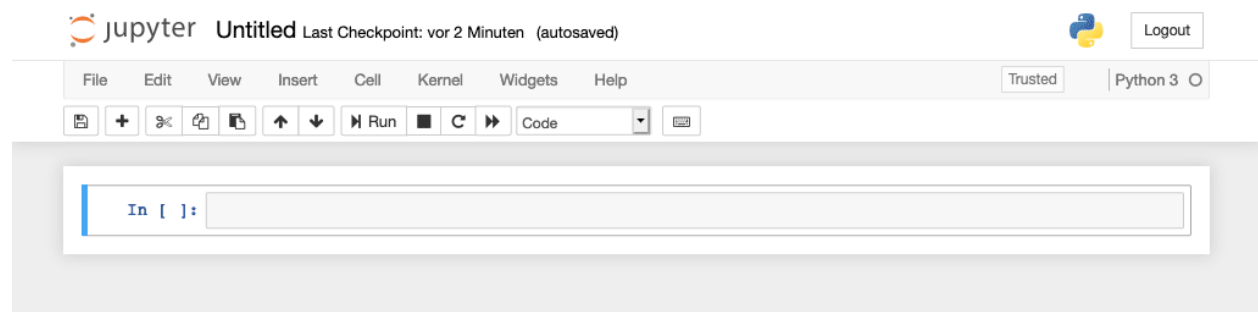 jupyter Untitled Last Checkpoint: vor 2 Minuten (autosaved) Logout
File Edit View Insert Cell Kernel Widgets Help Trusted Python 3
Run Code
In [ ]: